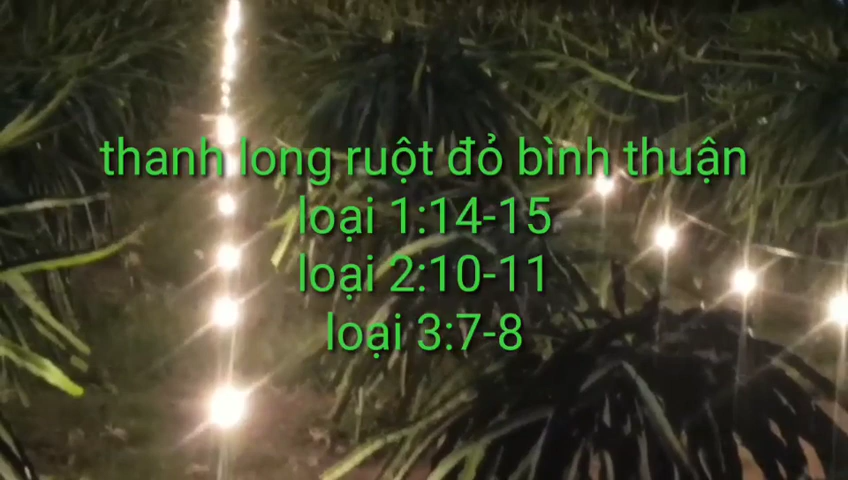 thanh long ruột đỏ bình thuận
loại 1:14-15
loại 2:10-11
loại 3:7-8